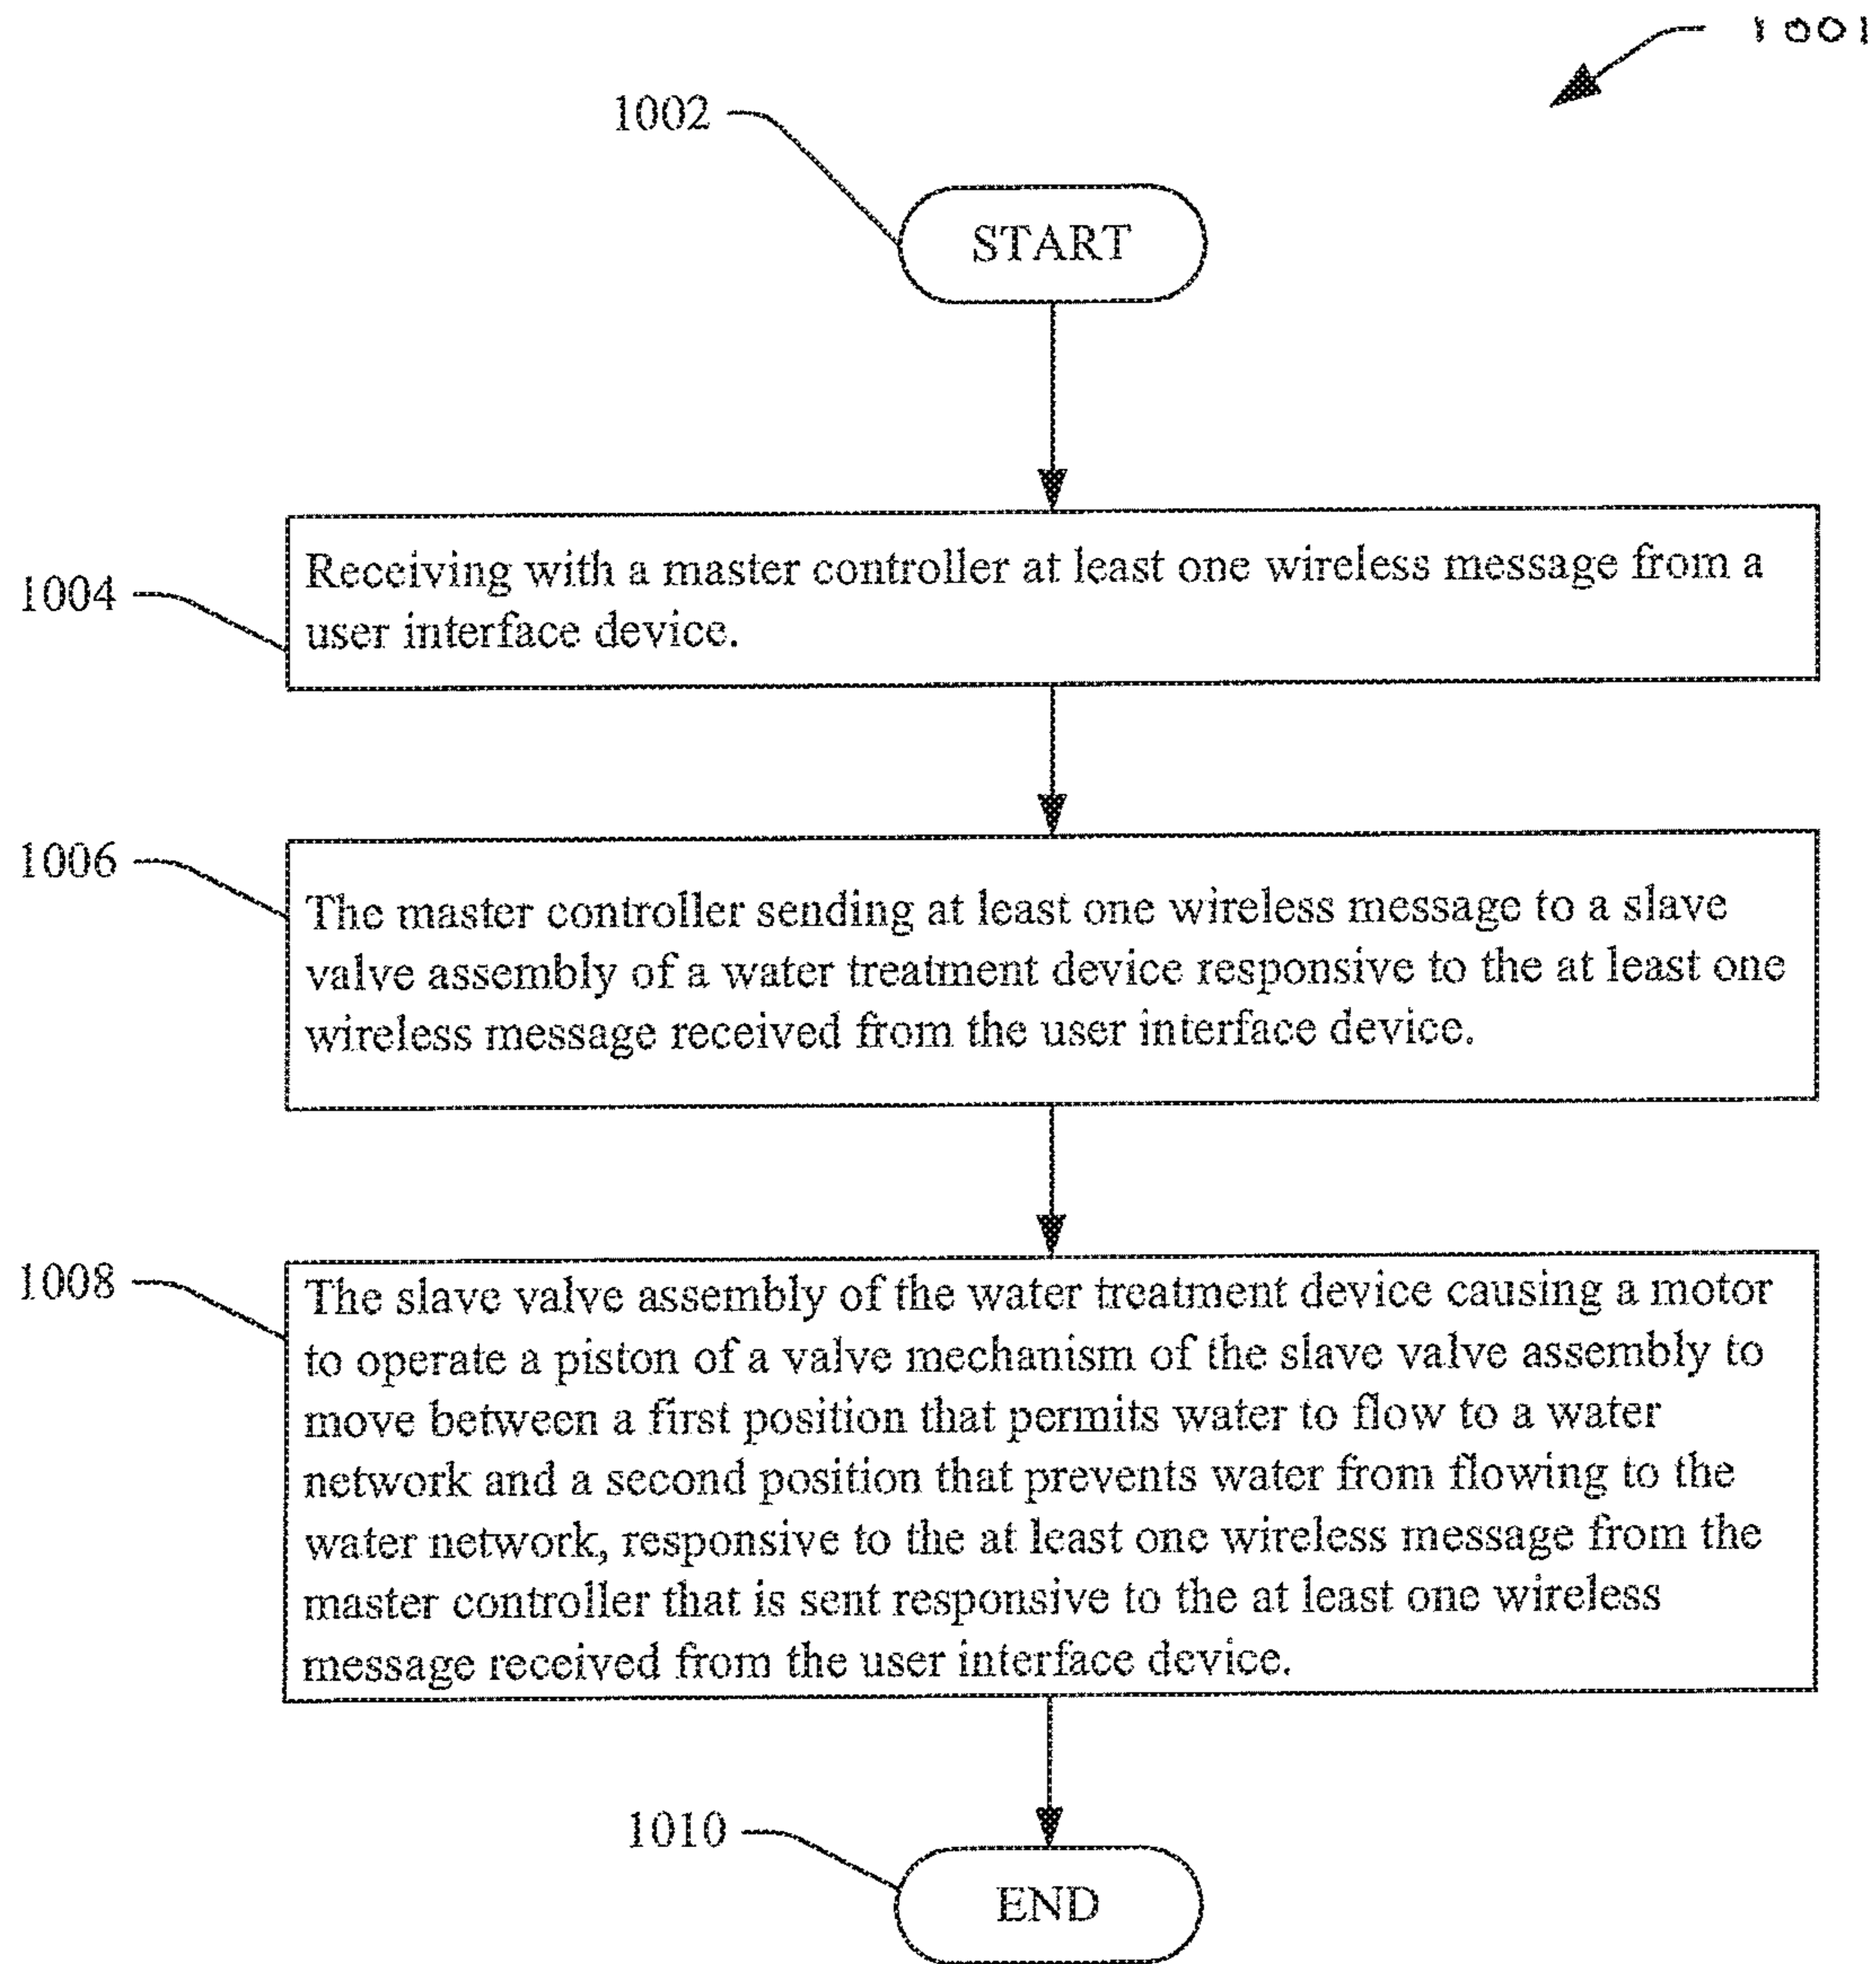 1001
1002
START
1004
Receiving with a master controller at least one wireless message from a
user interface device.
1006
The master controller sending at least one wireless message to a slave
valve assembly of a water treatment device responsive to the at least one
wireless message received from the user interface device.
1008
The slave valve assembly of the water treatment device causing a motor
to operate a piston of a valve mechanism of the slave valve assembly to
move between a first position that permits water to flow to a water
network and a second position that prevents water from flowing to the
water network, responsive to the at least one wireless message from the
master controller that is sent responsive to the at least one wireless
message received from the user interface device.
1010
END